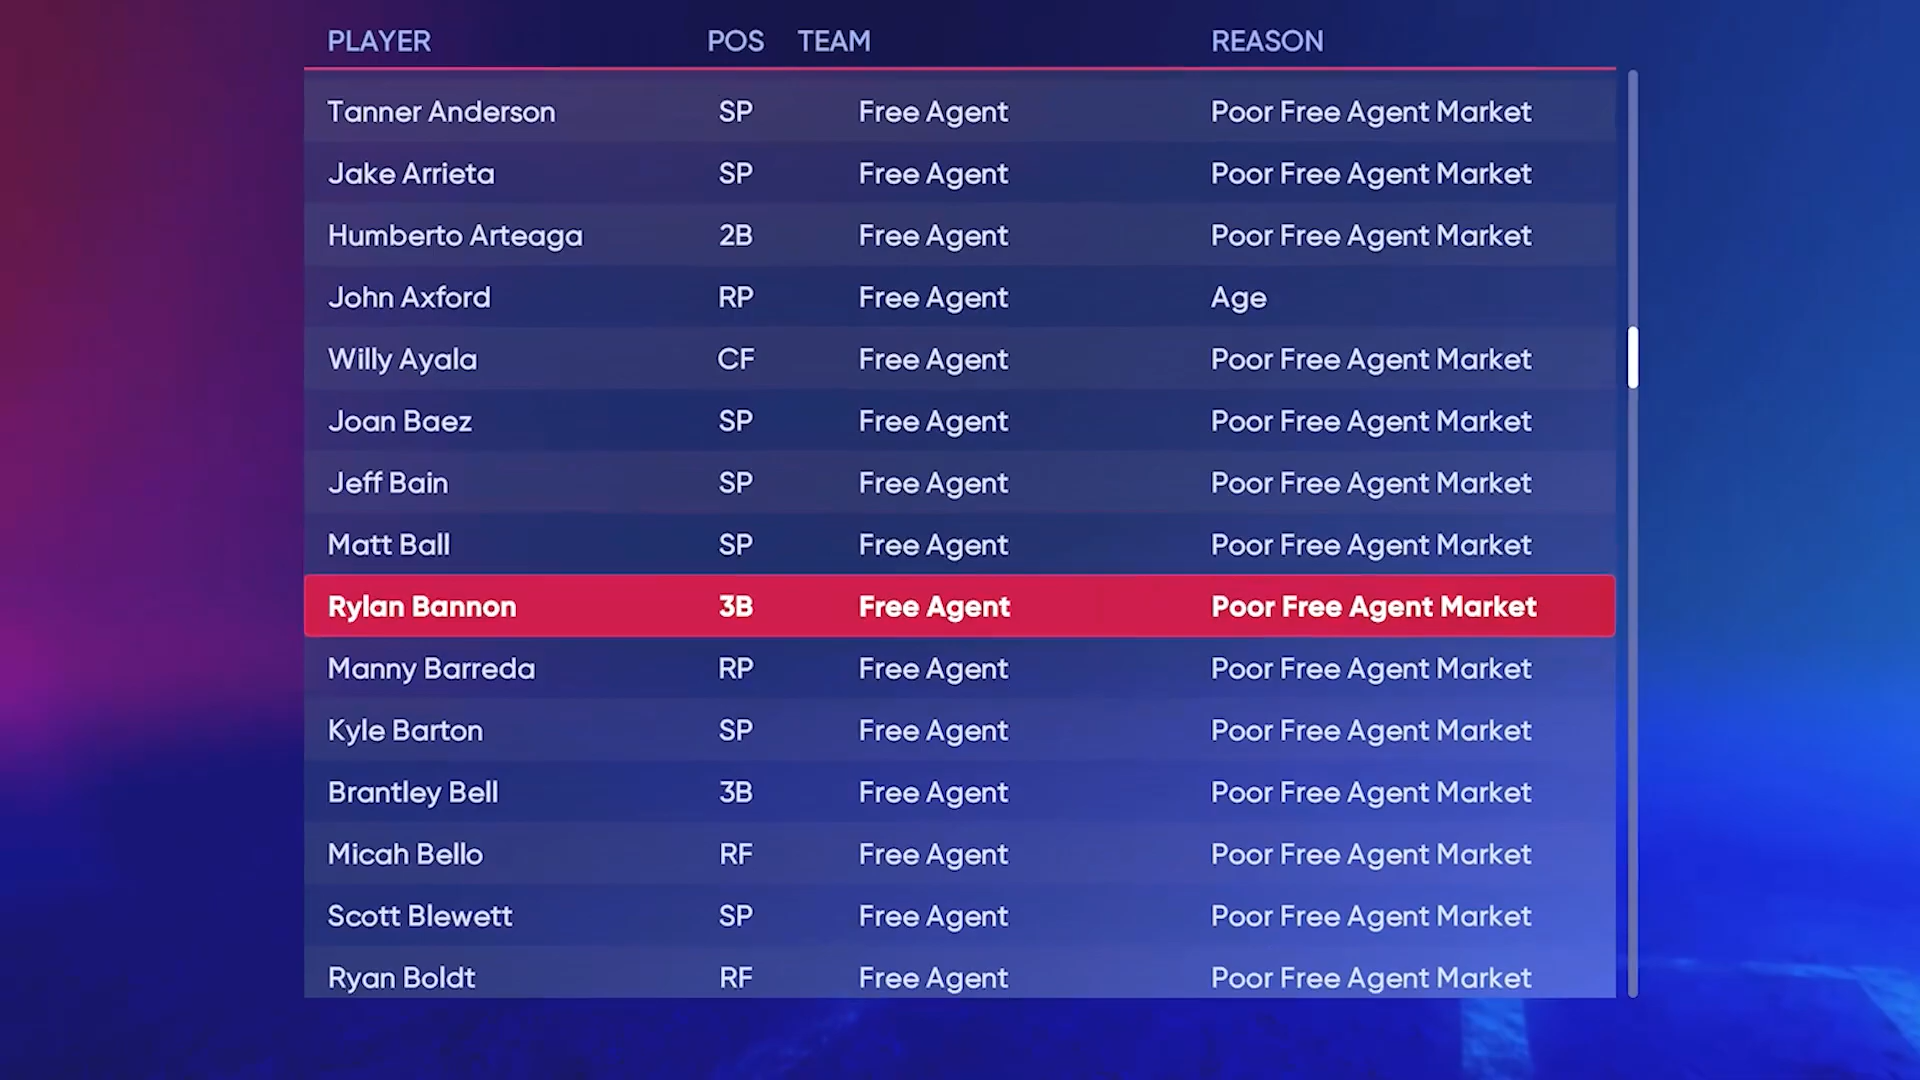 PLAYER POS TEAM REASON
Tanner Anderson SP Free Agent Poor Free Agent Market
Jake Arrieta SP Free Agent Poor Free Agent Market
Humberto Arteaga 2B Free Agent Poor Free Agent Market
John Axford RP Free Agent Age
Willy Ayala CF Free Agent Poor Free Agent Market
Joan Baez SP Free Agent Poor Free Agent Market
Jeff Bain SP Free Agent Poor Free Agent Market
Matt Ball SP Free Agent Poor Free Agent Market
Rylan Bannon 3B Free Agent Poor Free Agent Market
Manny Barreda RP Free Agent Poor Free Agent Market
Kyle Barton SP Free Agent Poor Free Agent Market
Brantley Bell 3B Free Agent Poor Free Agent Market
Micah Bello RF Free Agent Poor Free Agent Market
Scott Blewett SP Free Agent Poor Free Agent Market
Ryan Boldt RF Free Agent Poor Free Agent Market